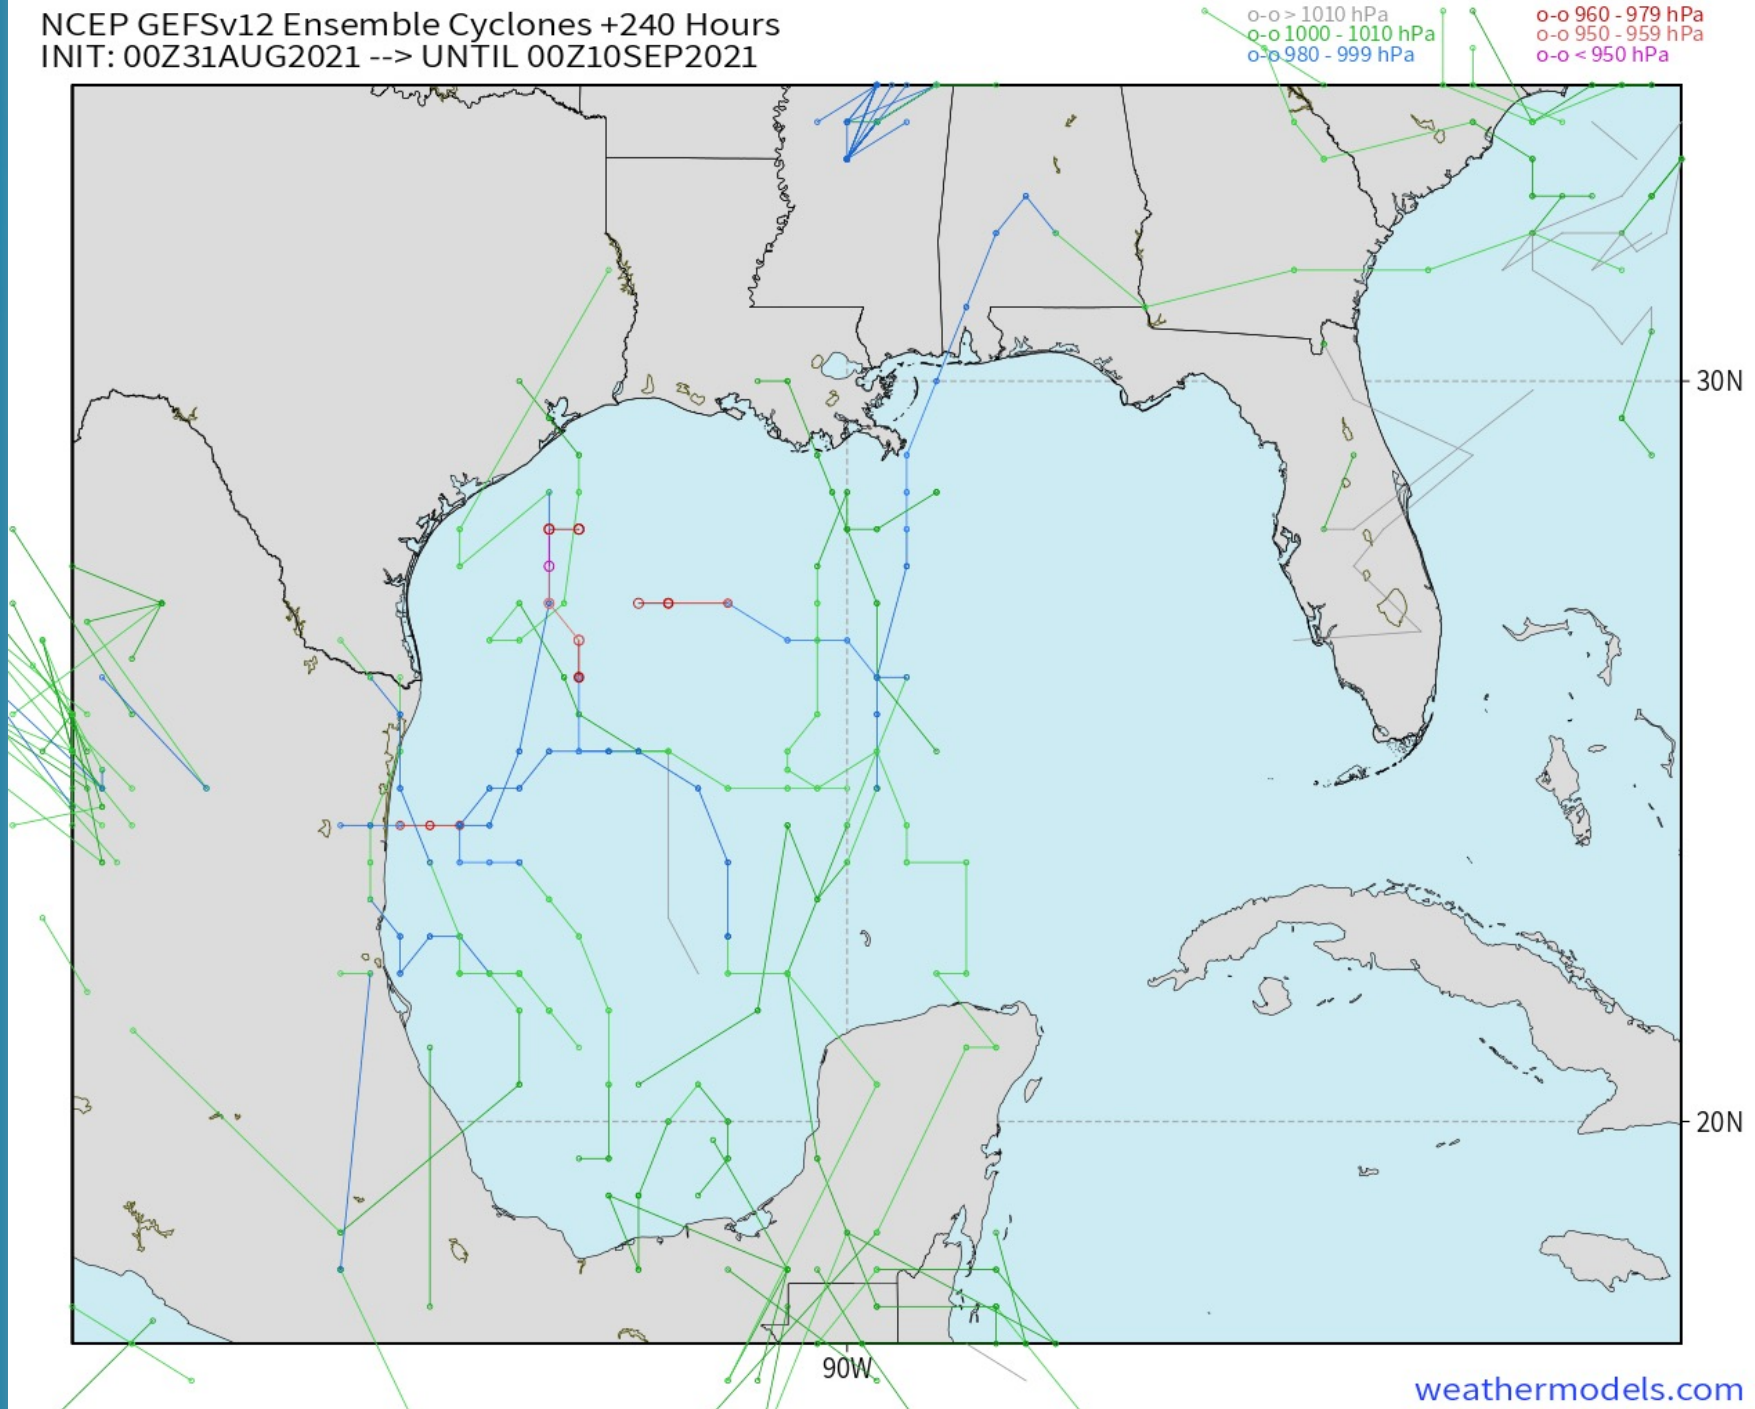 NCEP GEFSv12 Ensemble Cyclones +240 Hours
INIT: 00Z31AUG2021 --> UNTIL 00Z10SEP2021
o-o > 1010 hPa
o-o 1000 - 1010 hPa
o-o 980 - 999 hPa
o-o 960 - 979 hPa
o-o 950 - 959 hPa
o-o < 950 hPa
30N
20N
90W
weathermodels.com